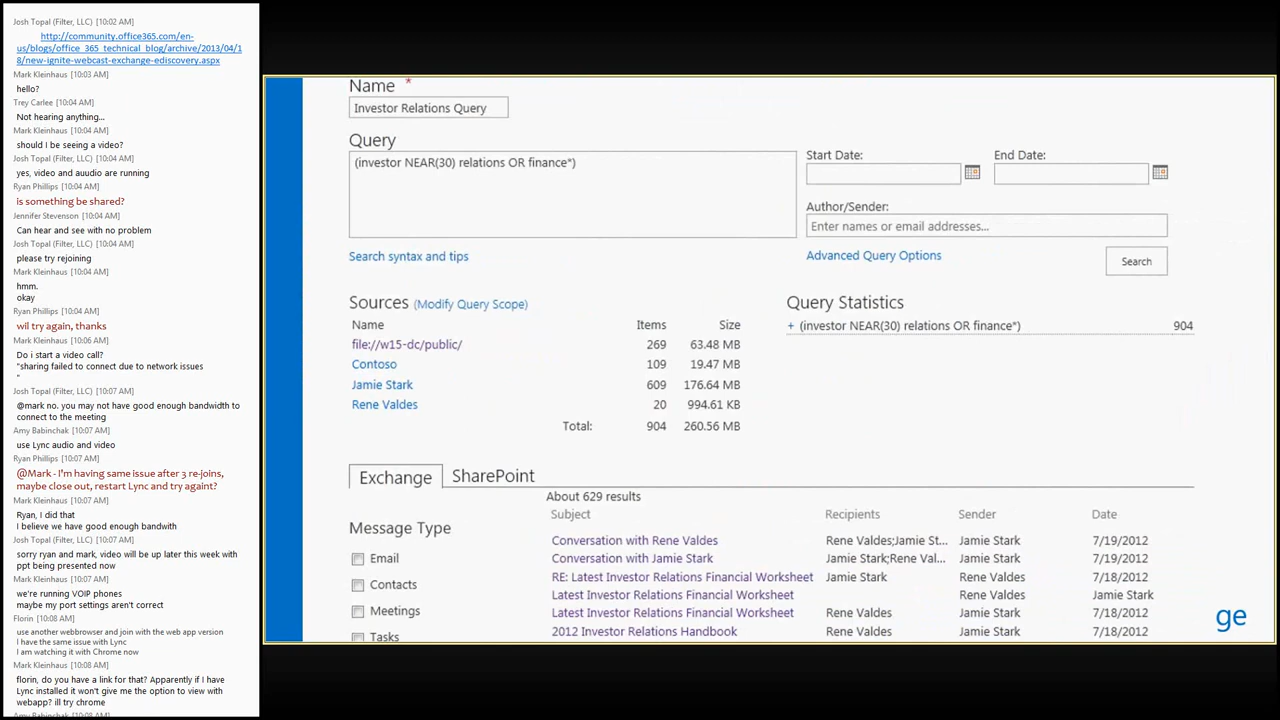 Josh Topal (Filter, LLC) [10:02 AM]
http://community.office365.com/en-
us/blogs/office_365_technical_blog/archive/2013/04/1
8/new-ignite-webcast-exchange-ediscovery.aspx
Mark Kleinhaus [10:03 AM]
hello?
Trey Carlee [10:04 AM]
Not hearing anything...
Mark Kleinhaus [10:04 AM]
should I be seeing a video?
Josh Topal (Filter, LLC) [10:04 AM]
yes, video and auudio are running
Ryan Phillips [10:04 AM]
is something be shared?
Jennifer Stevenson [10:04 AM]
Can hear and see with no problem
Josh Topal (Filter, LLC) [10:04 AM]
please try rejoining
Mark Kleinhaus [10:04 AM]
hmm.
okay
Ryan Phillips [10:04 AM]
wil try again, thanks
Mark Kleinhaus [10:06 AM]
Do i start a video call?
"sharing failed to connect due to network issues
"
Josh Topal (Filter, LLC) [10:07 AM]
@mark no. you may not have good enough bandwidth to
connect to the meeting
Amy Babinchak [10:07 AM]
use Lync audio and video
Ryan Phillips [10:07 AM]
@Mark - I'm having same issue after 3 re-joins,
maybe close out, restart Lync and try againt?
Mark Kleinhaus [10:07 AM]
Ryan, I did that
I believe we have good enough bandwith
Josh Topal (Filter, LLC) [10:07 AM]
sorry ryan and mark, video will be up later this week with
ppt being presented now
Mark Kleinhaus [10:07 AM]
we're running VOIP phones
maybe my port settings aren't correct
Florin [10:08 AM]
use another webrowser and join with the web app version
I have the same issue with Lync
I am watching it with Chrome now
Mark Kleinhaus [10:08 AM]
florin, do you have a link for that? Apparently if I have
Lync installed it won't give me the option to view with
webapp? ill try chrome
Amy Babinchak [10:08 AM]
Name *
Investor Relations Query
Query
(investor NEAR(30) relations OR finance*)
Start Date:
End Date:
Author/Sender:
Enter names or email addresses...
Search syntax and tips
Advanced Query Options
Search
Sources (Modify Query Scope)
Name Items Size
file://w15-dc/public/ 269 63.48 MB
Contoso 109 19.47 MB
Jamie Stark 609 176.64 MB
Rene Valdes 20 994.61 KB
Total: 904 260.56 MB
Query Statistics
+ (investor NEAR(30) relations OR finance*) 904
Exchange SharePoint
About 629 results
Message Type
Email
Contacts
Meetings
Tasks
Subject Recipients Sender Date
Conversation with Rene Valdes Rene Valdes;Jamie St... Jamie Stark 7/19/2012
Conversation with Jamie Stark Jamie Stark;Rene Val... Jamie Stark 7/19/2012
RE: Latest Investor Relations Financial Worksheet Jamie Stark Rene Valdes 7/18/2012
Latest Investor Relations Financial Worksheet Rene Valdes Jamie Stark
Latest Investor Relations Financial Worksheet Rene Valdes Jamie Stark 7/18/2012
2012 Investor Relations Handbook Rene Valdes Jamie Stark 7/18/2012
ge